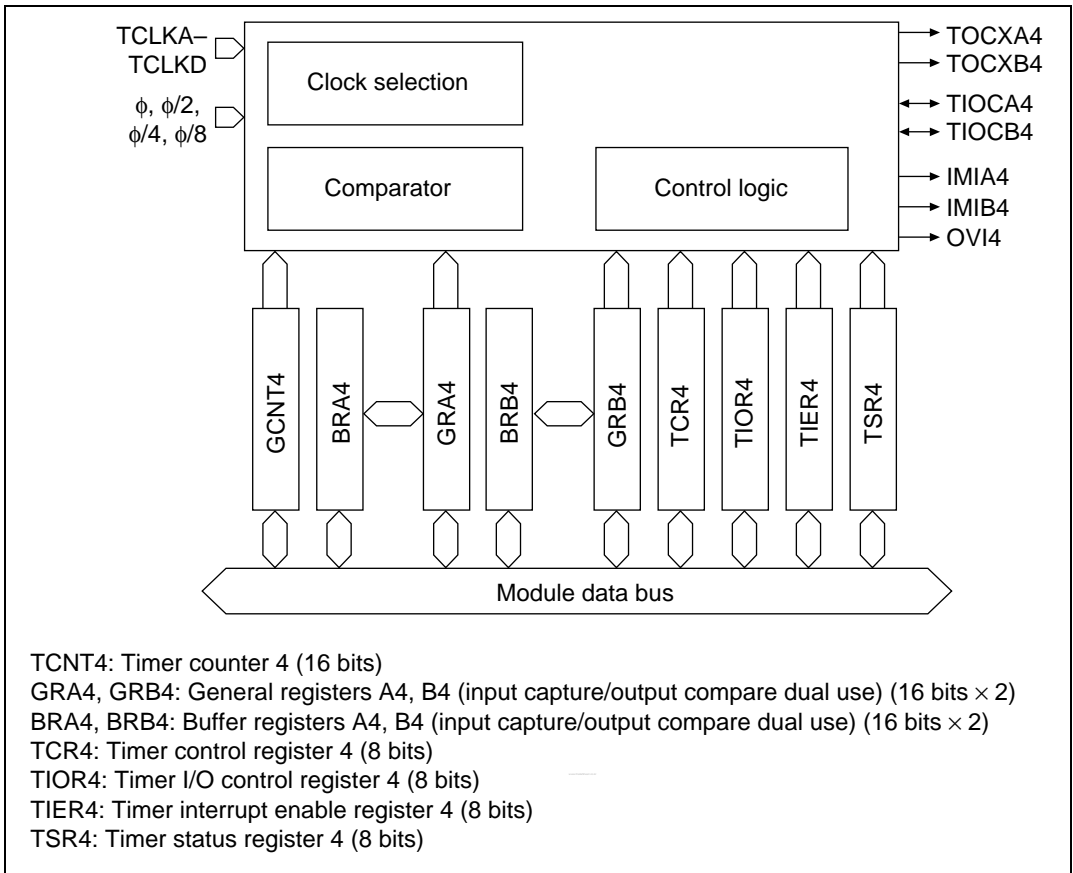 TCLKA–
TCLKD
ϕ, ϕ/2,
ϕ/4, ϕ/8
Clock selection
Comparator
Control logic
TOCXA4
TOCXB4
TIOCA4
TIOCB4
IMIA4
IMIB4
OVI4
GCNT4
BRA4
GRA4
BRB4
GRB4
TCR4
TIOR4
TIER4
TSR4
Module data bus
TCNT4: Timer counter 4 (16 bits)
GRA4, GRB4: General registers A4, B4 (input capture/output compare dual use) (16 bits × 2)
BRA4, BRB4: Buffer registers A4, B4 (input capture/output compare dual use) (16 bits × 2)
TCR4: Timer control register 4 (8 bits)
TIOR4: Timer I/O control register 4 (8 bits)
TIER4: Timer interrupt enable register 4 (8 bits)
TSR4: Timer status register 4 (8 bits)